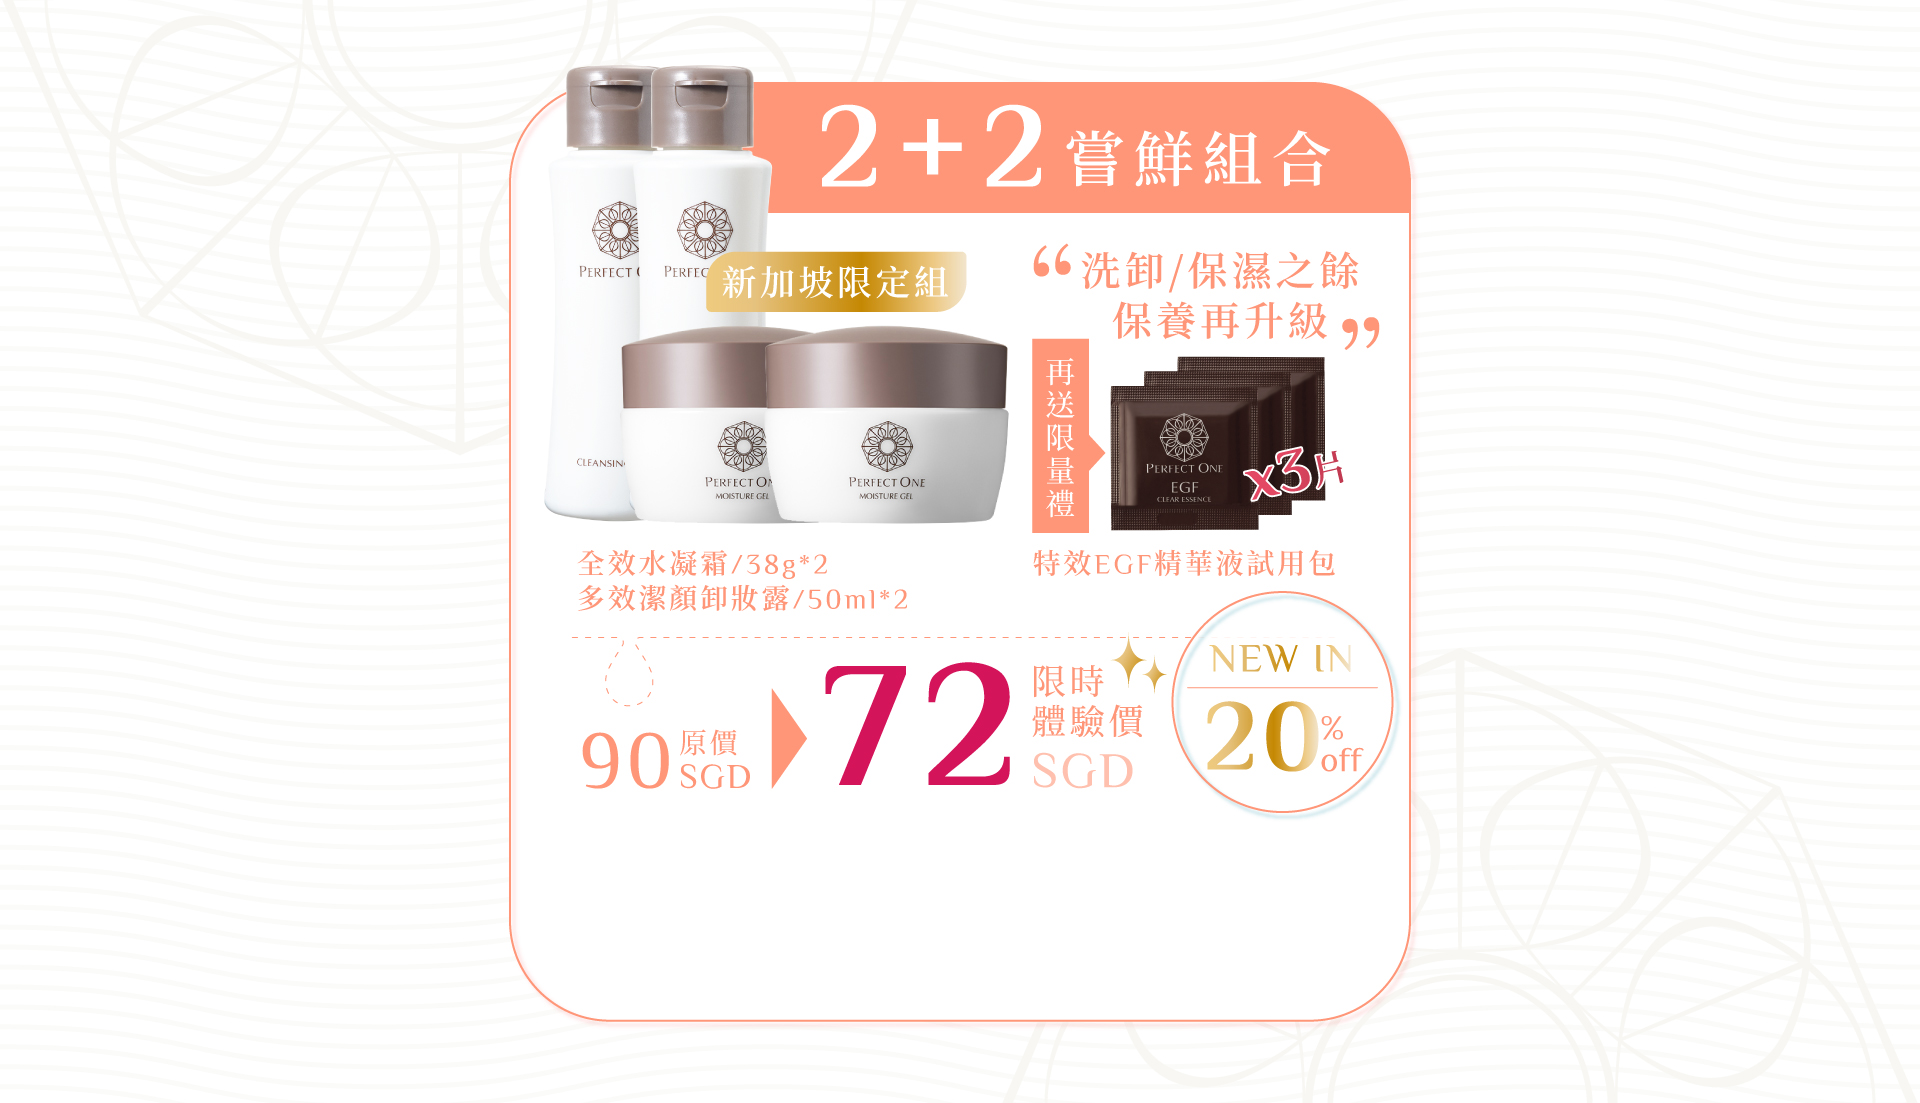 2+2 嘗鮮組合
PERFECT
PERFEC
新加坡限定組
“洗卸/保濕之餘
保養再升級”
再送限量禮
CLEANSIN
PERFECT ON
MOISTURE GEL
PERFECT ONE
MOISTURE GEL
PERFECT ONE
EGF
CLEAR ESSENCE
x3片
全效水凝霜/38g*2
多效潔顏卸妝露/50ml*2
特效EGF精華液試用包
90 原價
SGD
72 限時
體驗價
SGD
NEW IN
20% off